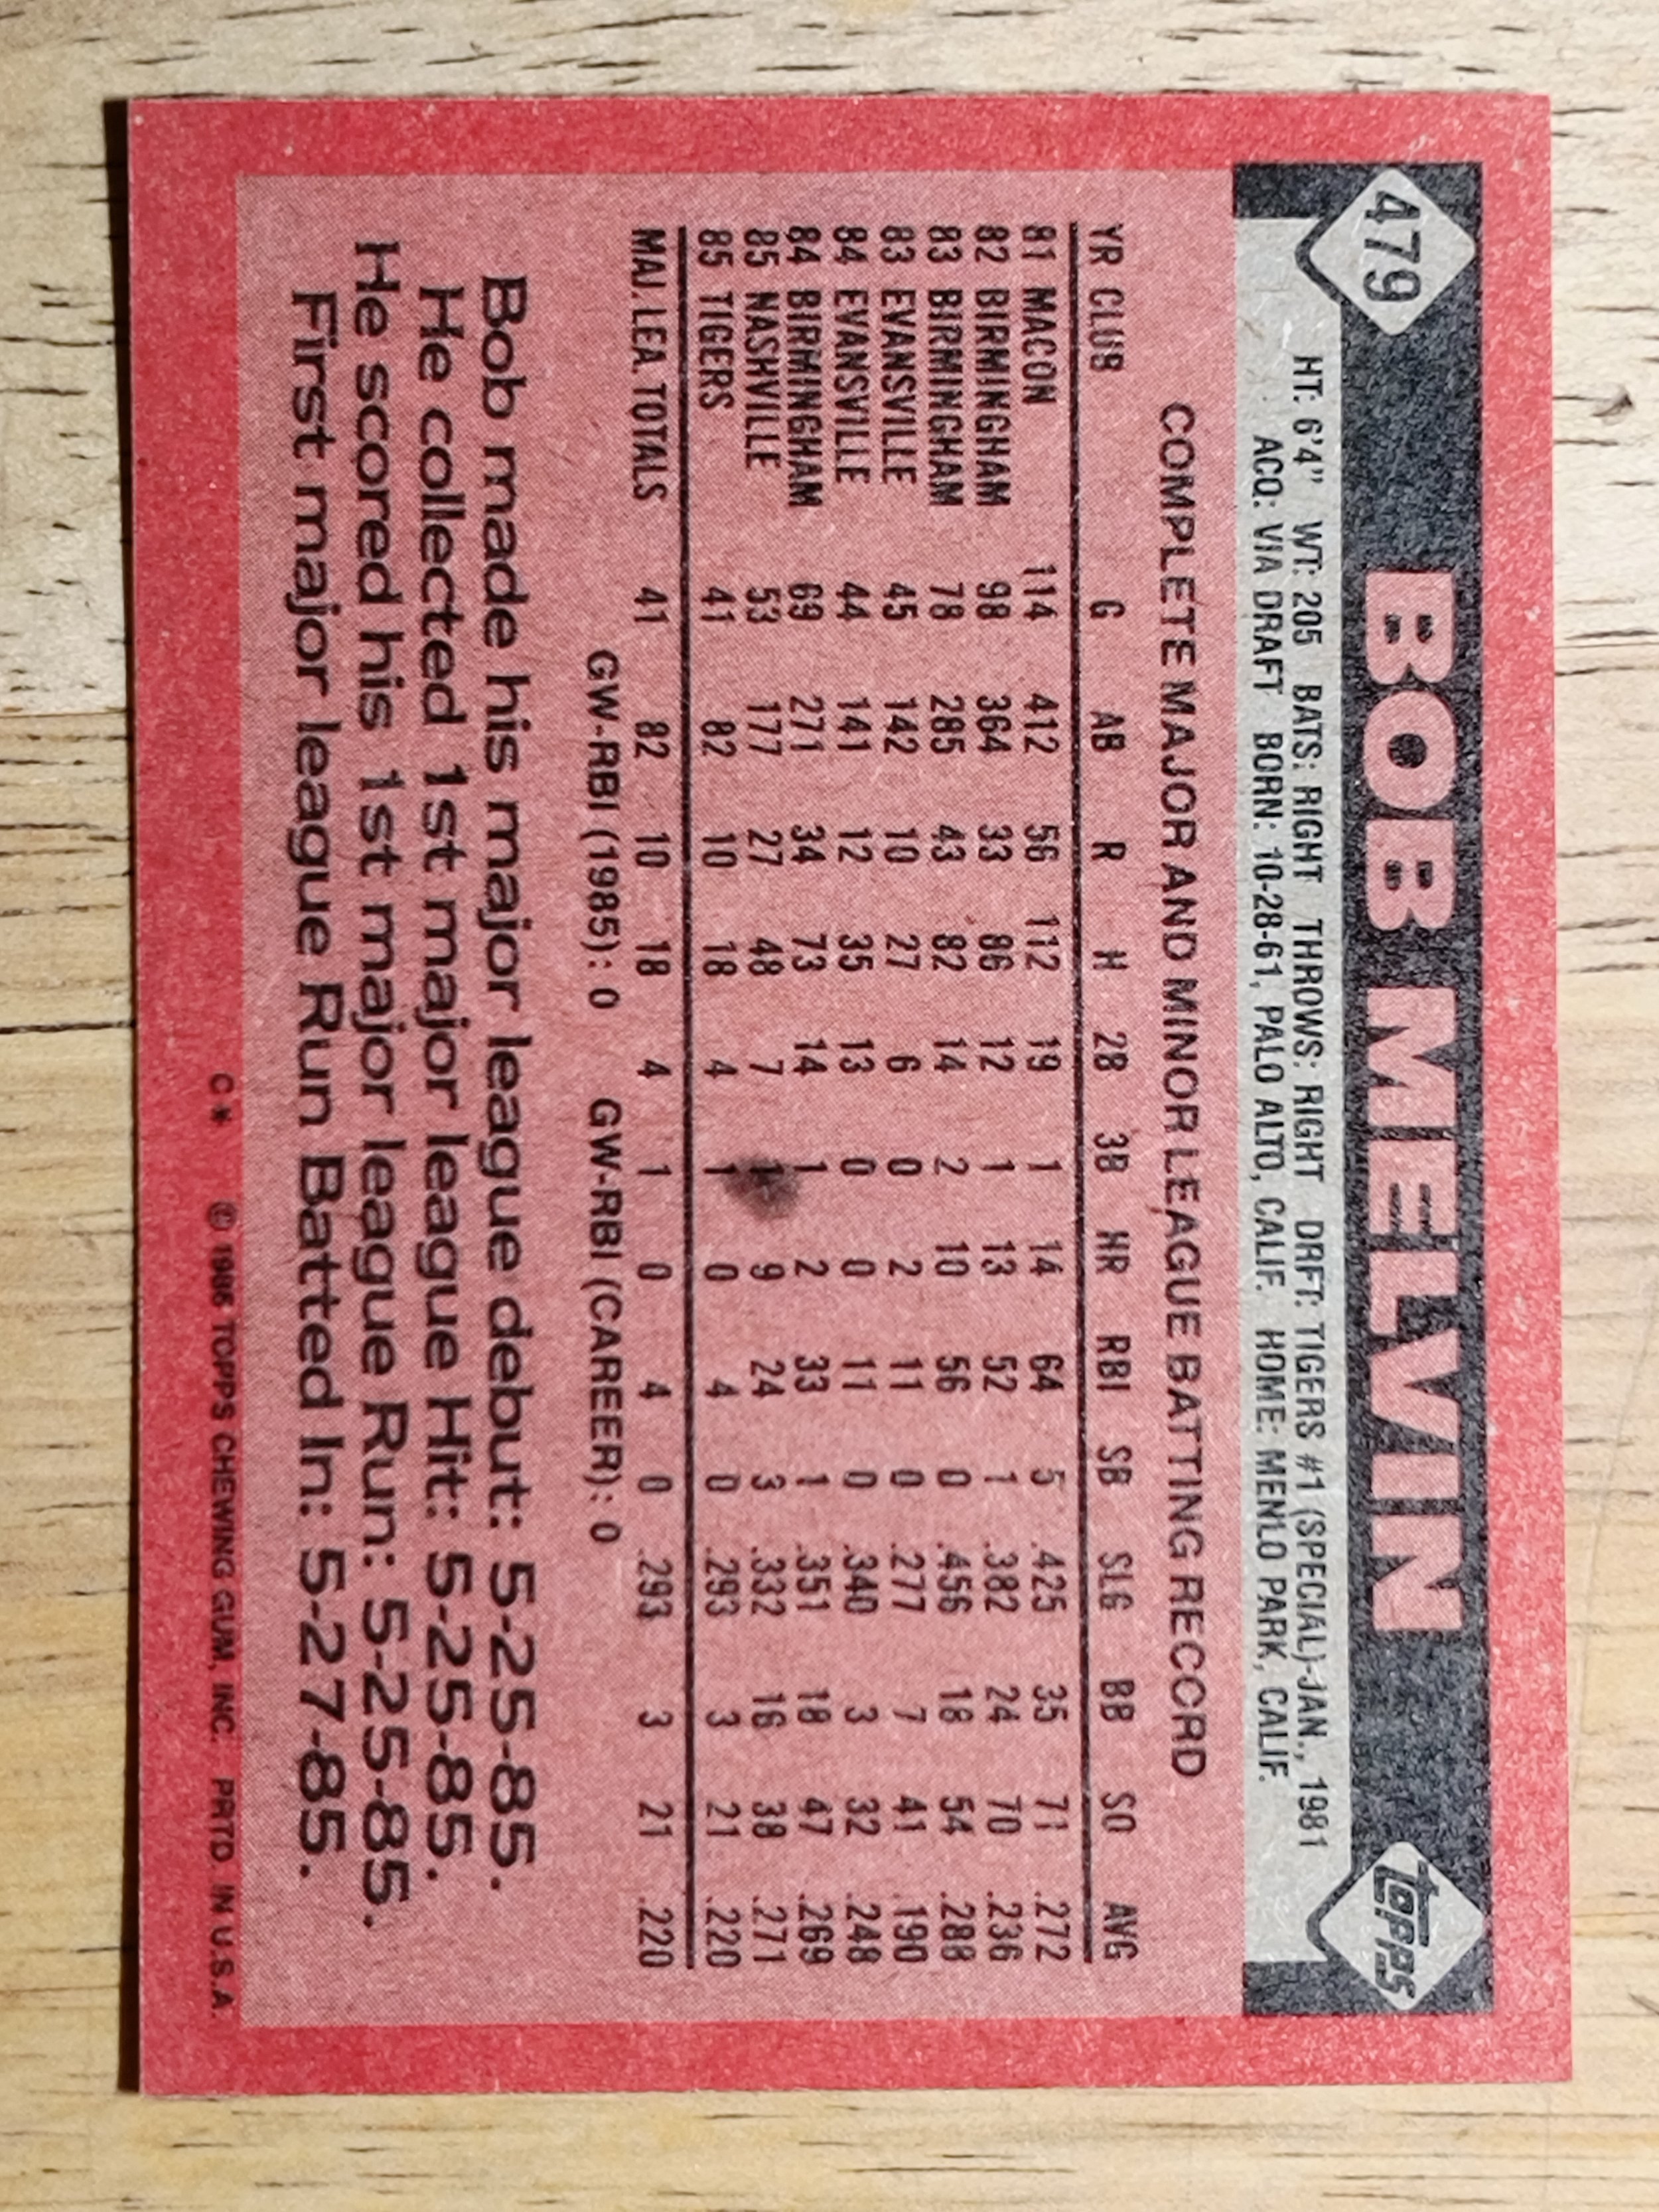 479 BOB MELVIN Topps
HT: 6'4" WT: 205 BATS: RIGHT THROWS: RIGHT DRFT: TIGERS #1 (SPECIAL)-JAN., 1981
ACQ: VIA DRAFT BORN: 10-28-61, PALO ALTO, CALIF. HOME: MENLO PARK, CALIF.
COMPLETE MAJOR AND MINOR LEAGUE BATTING RECORD
YR CLUB G AB R H 2B 3B HR RBI SB SLG BB SO AVG
81 MACON 114 412 56 112 19 1 14 64 5 .425 35 71 .272
82 BIRMINGHAM 98 364 33 86 12 1 13 52 1 .382 24 70 .236
83 BIRMINGHAM 78 285 43 82 14 2 10 56 0 .456 18 54 .288
83 EVANSVILLE 45 142 10 27 6 0 2 11 0 .277 7 41 .190
84 EVANSVILLE 44 141 12 35 13 0 0 11 0 .340 3 32 .248
84 BIRMINGHAM 69 271 34 73 14 1 2 33 1 .351 18 47 .269
85 NASHVILLE 53 177 27 48 7 1 9 24 3 .332 16 38 .271
85 TIGERS 41 82 10 18 4 1 0 4 0 .293 3 21 .220
MAJ. LEA. TOTALS 41 82 10 18 4 1 0 4 0 .293 3 21 .220
GW-RBI (1985): 0 GW-RBI (CAREER): 0
Bob made his major league debut: 5-25-85.
He collected 1st major league Hit: 5-25-85.
He scored his 1st major league Run: 5-25-85.
First major league Run Batted In: 5-27-85.
C* © 1986 TOPPS CHEWING GUM, INC. PRTD. IN U.S.A.